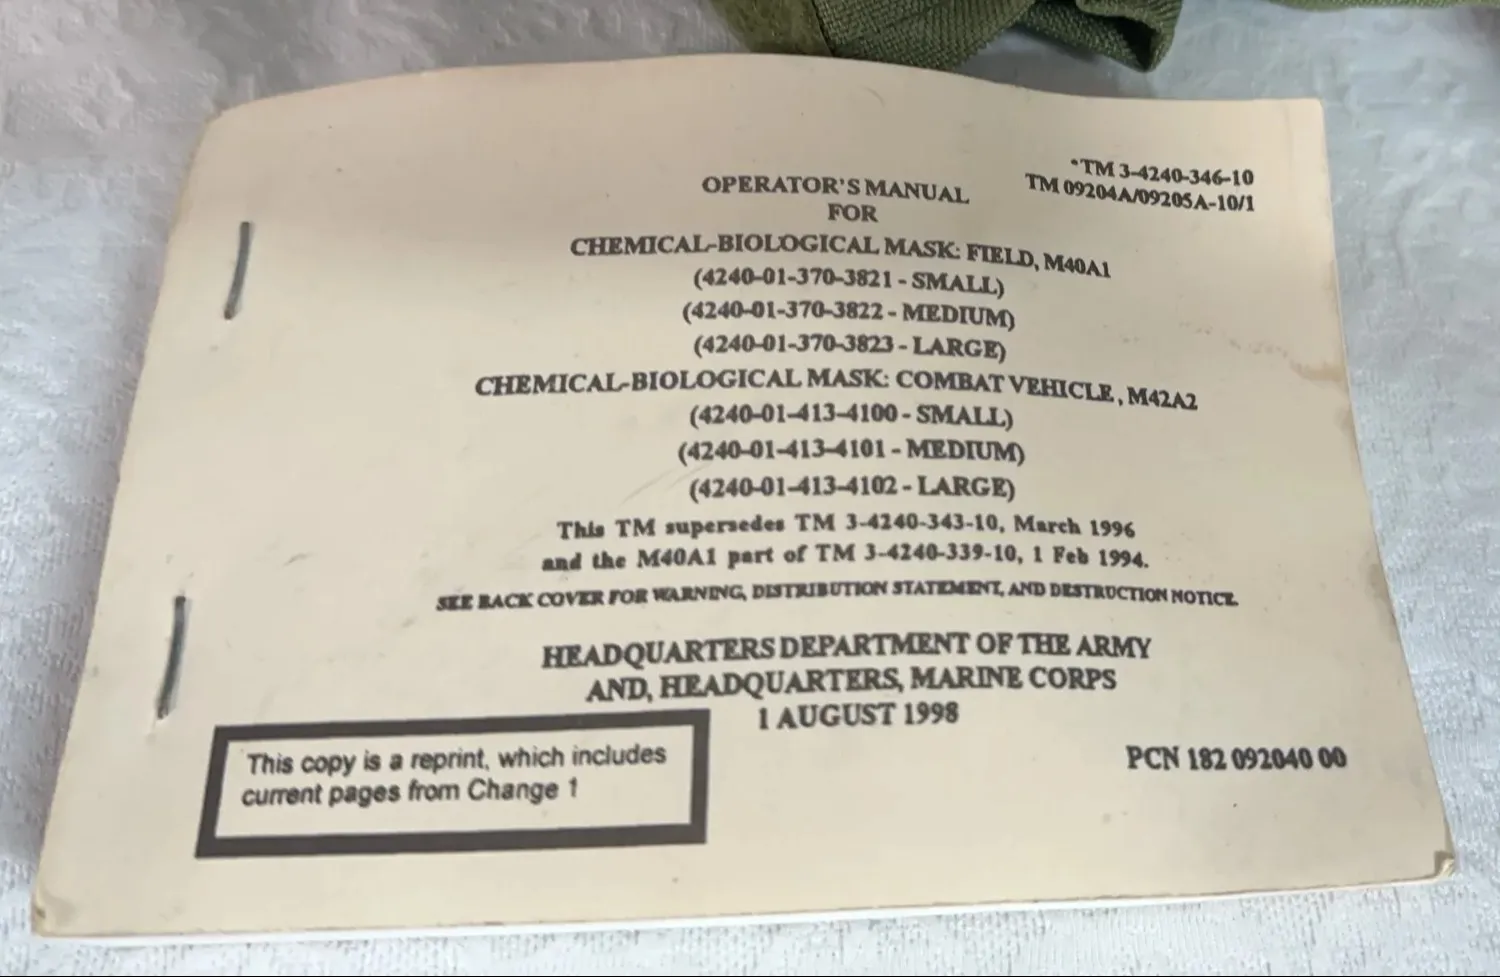 *TM 3-4240-346-10
TM 09204A/09205A-10/1
OPERATOR'S MANUAL
FOR
CHEMICAL-BIOLOGICAL MASK: FIELD, M40A1
(4240-01-370-3821 - SMALL)
(4240-01-370-3822 - MEDIUM)
(4240-01-370-3823 - LARGE)
CHEMICAL-BIOLOGICAL MASK: COMBAT VEHICLE, M42A2
(4240-01-413-4100 - SMALL)
(4240-01-413-4101 - MEDIUM)
(4240-01-413-4102 - LARGE)
This TM supersedes TM 3-4240-343-10, March 1996
and the M40A1 part of TM 3-4240-339-10, 1 Feb 1994.
SEE BACK COVER FOR WARNING, DISTRIBUTION STATEMENT, AND DESTRUCTION NOTICE.
HEADQUARTERS DEPARTMENT OF THE ARMY
AND, HEADQUARTERS, MARINE CORPS
1 AUGUST 1998
This copy is a reprint, which includes
current pages from Change 1
PCN 182 092040 00